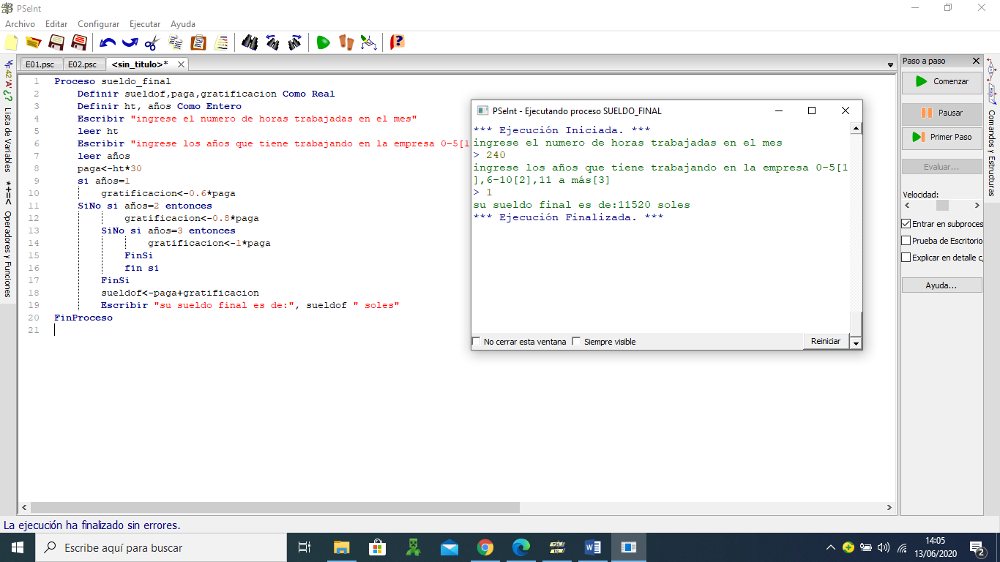 PSeInt
Archivo Editar Configurar Ejecutar Ayuda
E01.psc E02.psc <sin_titulo>*
Lista de Variables
Operadores y Funciones
1 Proceso sueldo_final
2 Definir sueldof,paga,gratificacion Como Real
3 Definir ht, años Como Entero
4 Escribir "ingrese el numero de horas trabajadas en el mes"
5 leer ht
6 Escribir "ingrese los años que tiene trabajando en la empresa 0-5[1
7 leer años
8 paga<-ht*30
9 si años=1
10 gratificacion<-0.6*paga
11 SiNo si años=2 entonces
12 gratificacion<-0.8*paga
13 SiNo si años=3 entonces
14 gratificacion<-1*paga
15 FinSi
16 fin si
17 FinSi
18 sueldof<-paga+gratificacion
19 Escribir "su sueldo final es de:", sueldof " soles"
20 FinProceso
21
PSeInt - Ejecutando proceso SUELDO_FINAL
*** Ejecución Iniciada. ***
ingrese el numero de horas trabajadas en el mes
> 240
ingrese los años que tiene trabajando en la empresa 0-5[1
],6-10[2],11 a más[3]
> 1
su sueldo final es de:11520 soles
*** Ejecución Finalizada. ***
No cerrar esta ventana Siempre visible Reiniciar
Paso a paso
Comenzar
Pausar
Primer Paso
Evaluar...
Velocidad:
Entrar en subproces
Prueba de Escritorio
Explicar en detalle c
Ayuda...
Comandos y Estructuras
La ejecución ha finalizado sin errores.
Escribe aquí para buscar
14:05
13/06/2020
2